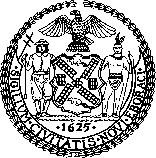 SIGILLVM CIVITATIS NOVI EBORACI
·1625·